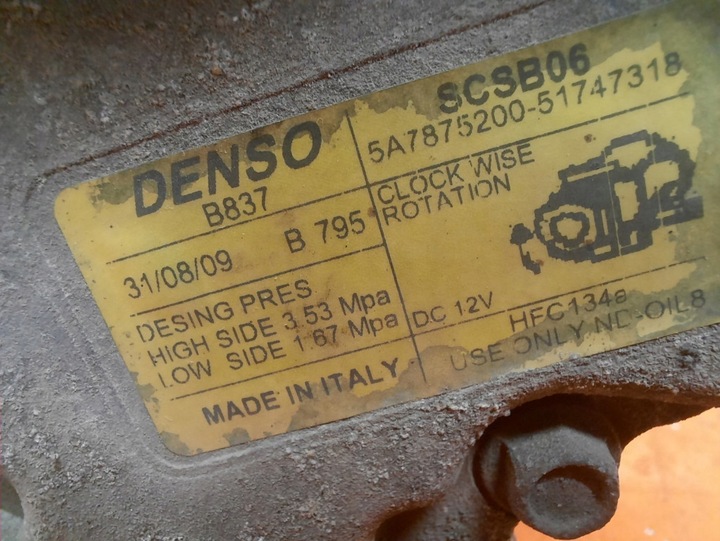 DENSO
B837
SCSB06
5A7875200-51747318
31/08/09 B 795
CLOCK WISE
ROTATION
DESING PRES
HIGH SIDE 3.53 Mpa
LOW SIDE 1.67 Mpa
DC 12V
HFC134a
USE ONLY ND-OIL8
MADE IN ITALY